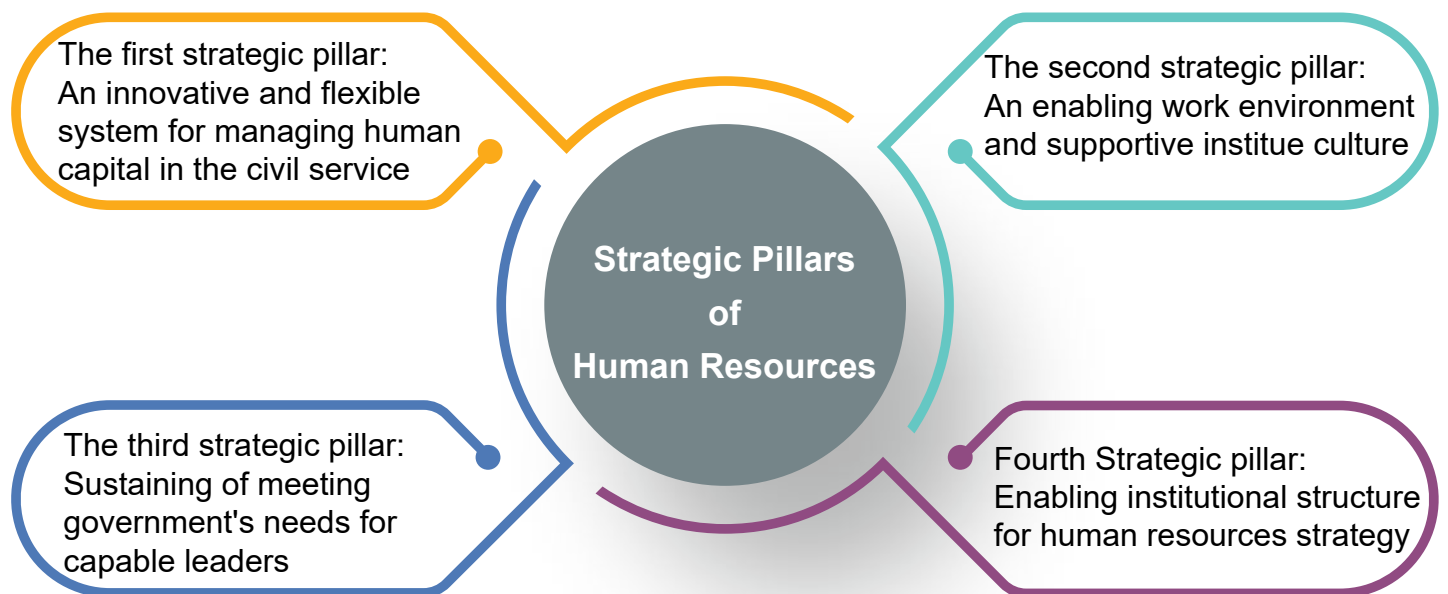 The first strategic pillar:
An innovative and flexible
system for managing human
capital in the civil service
The second strategic pillar:
An enabling work environment
and supportive institue culture
Strategic Pillars
of
Human Resources
The third strategic pillar:
Sustaining of meeting
government's needs for
capable leaders
Fourth Strategic pillar:
Enabling institutional structure
for human resources strategy